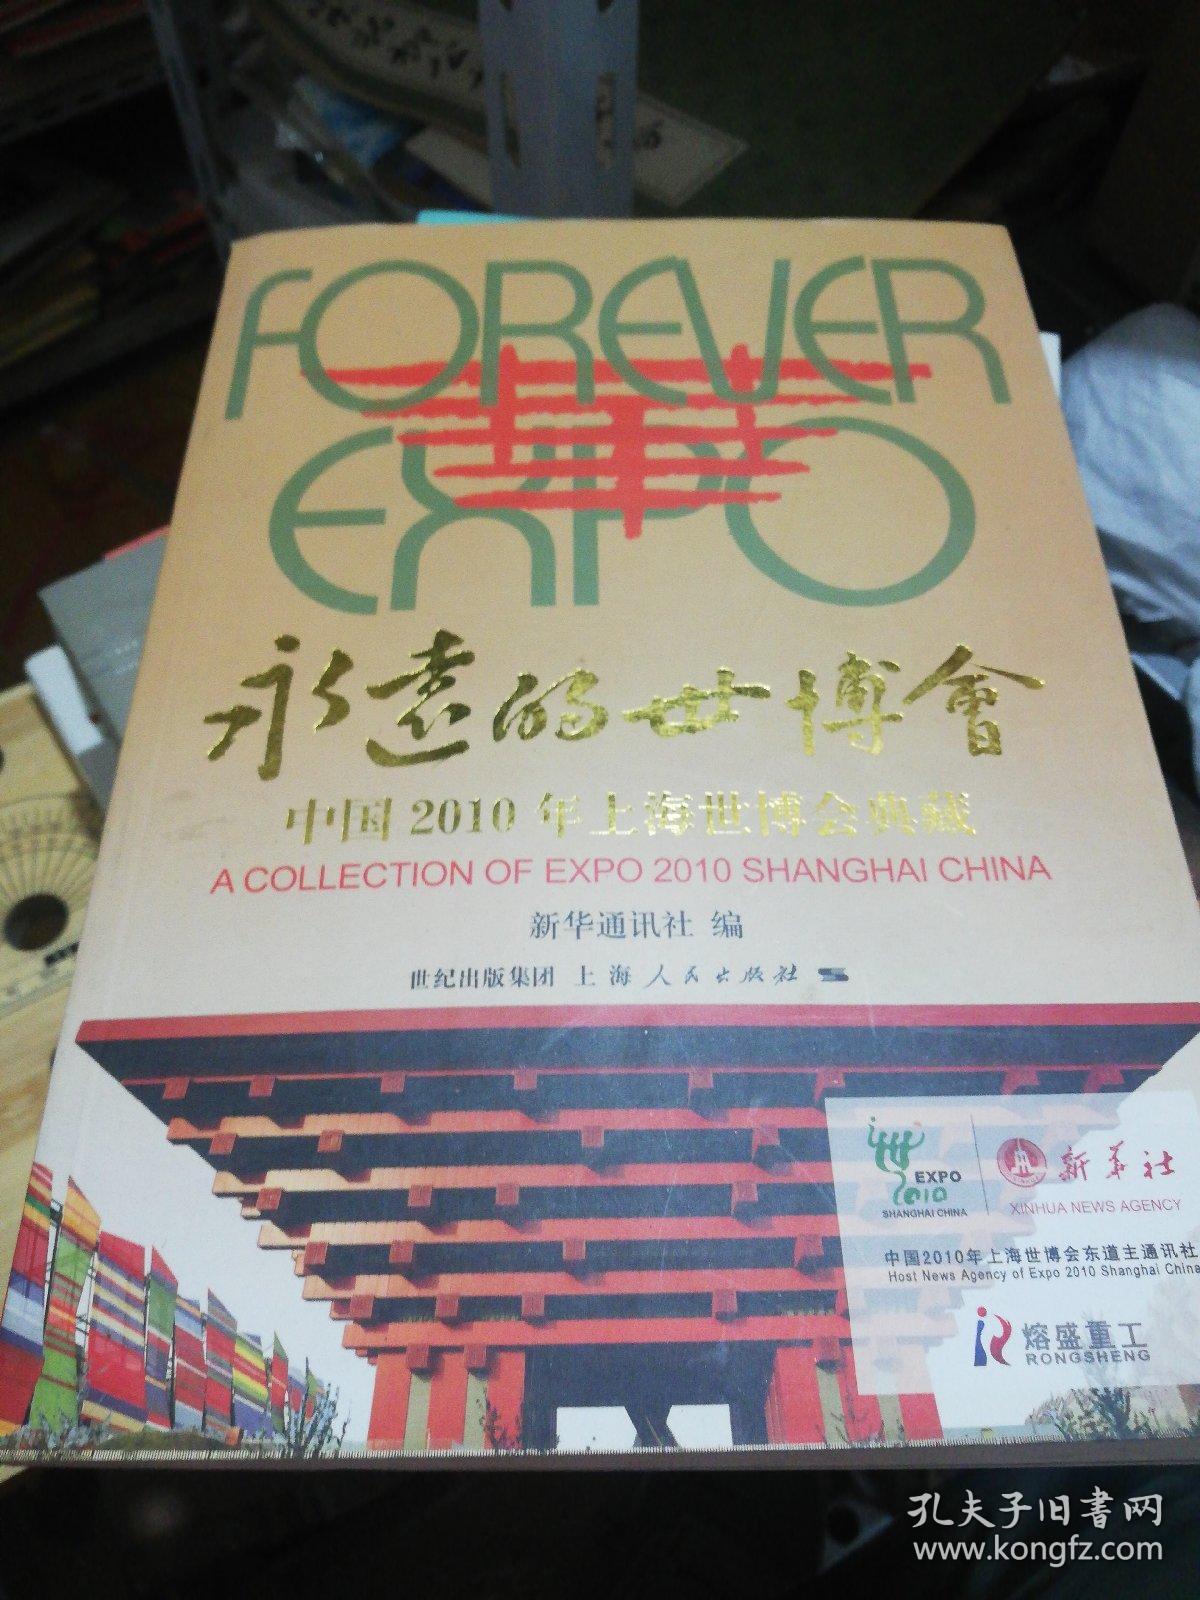 FOREVER
EXPO
永遠的世博會
中国2010年上海世博会典藏
A COLLECTION OF EXPO 2010 SHANGHAI CHINA
新华通讯社 编
世纪出版集团 上海人民出版社
EXPO
2010
SHANGHAI CHINA
新华社
XINHUA NEWS AGENCY
中国2010年上海世博会东道主通讯社
Host News Agency of Expo 2010 Shanghai China
熔盛重工
RONGSHENG
孔夫子旧书网
www.kongfz.com